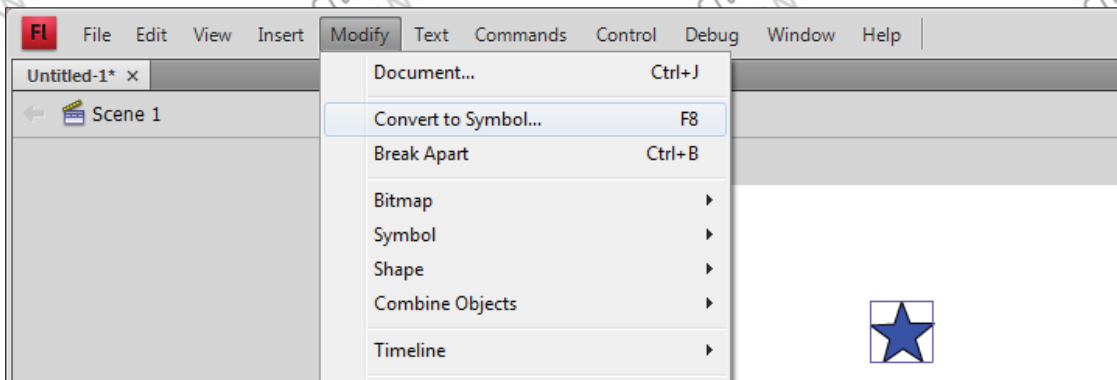 Fl File Edit View Insert Modify Text Commands Control Debug Window Help
Untitled-1* ×
Scene 1
Document... Ctrl+J
Convert to Symbol... F8
Break Apart Ctrl+B
Bitmap
Symbol
Shape
Combine Objects
Timeline